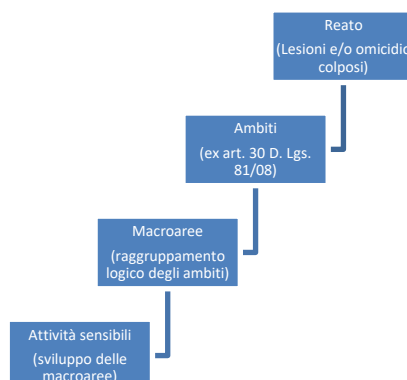 Reato
(Lesioni e/o omicidio
colposi)
Ambiti
(ex art. 30 D. Lgs.
81/08)
Macroaree
(raggruppamento
logico degli ambiti)
Attività sensibili
(sviluppo delle
macroaree)